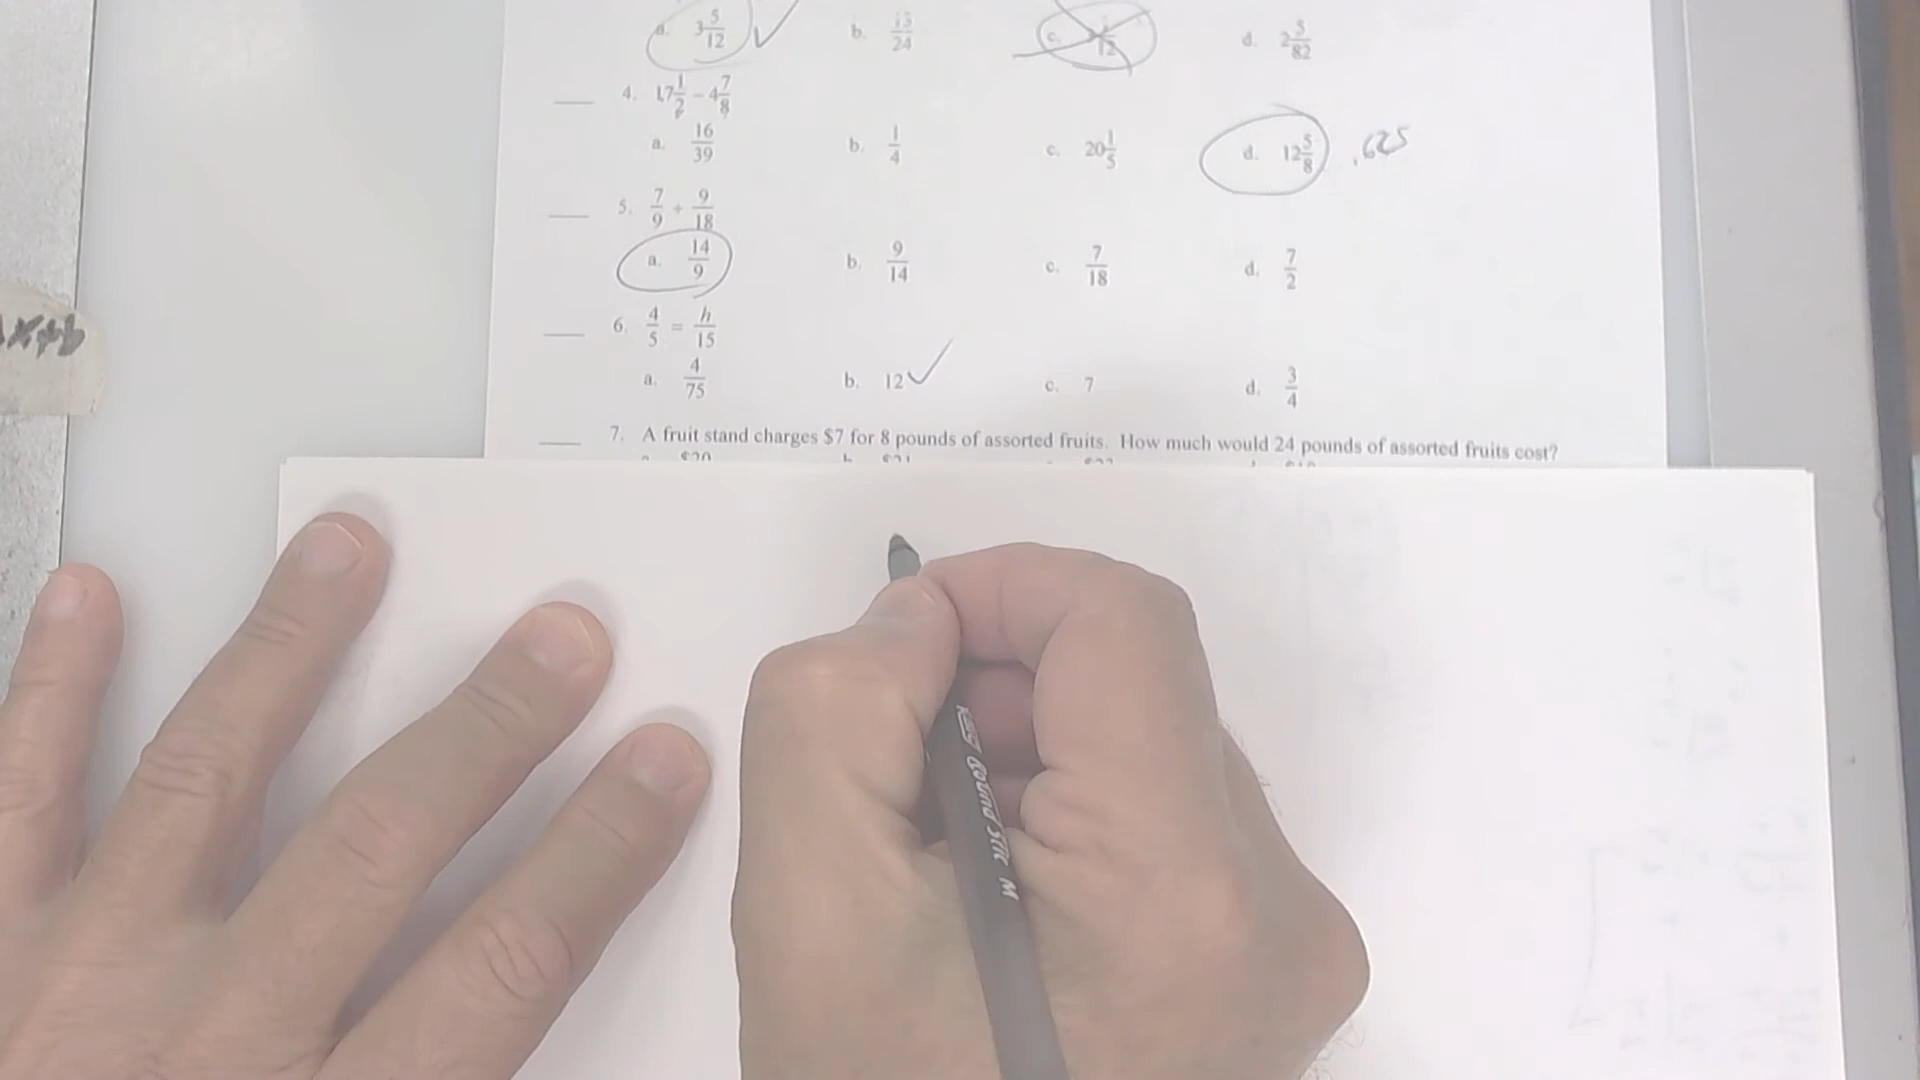 a. 3 5/12 b. 13/24 c. d. 2 5/82
4. 17 1/2 - 4 7/8
a. 16/39 b. 1/4 c. 20 1/5 d. 12 5/8 .625
5. 7/9 + 9/18
a. 14/9 b. 9/14 c. 7/18 d. 7/2
6. 4/5 = h/15
a. 4/75 b. 12 c. 7 d. 3/4
7. A fruit stand charges $7 for 8 pounds of assorted fruits. How much would 24 pounds of assorted fruits cost?
x+b
Round Stic M